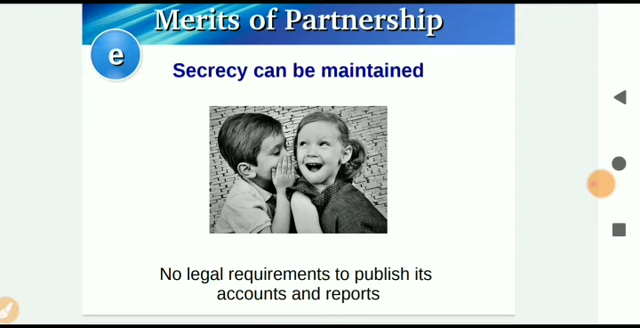 Merits of Partnership
e
Secrecy can be maintained
No legal requirements to publish its
accounts and reports